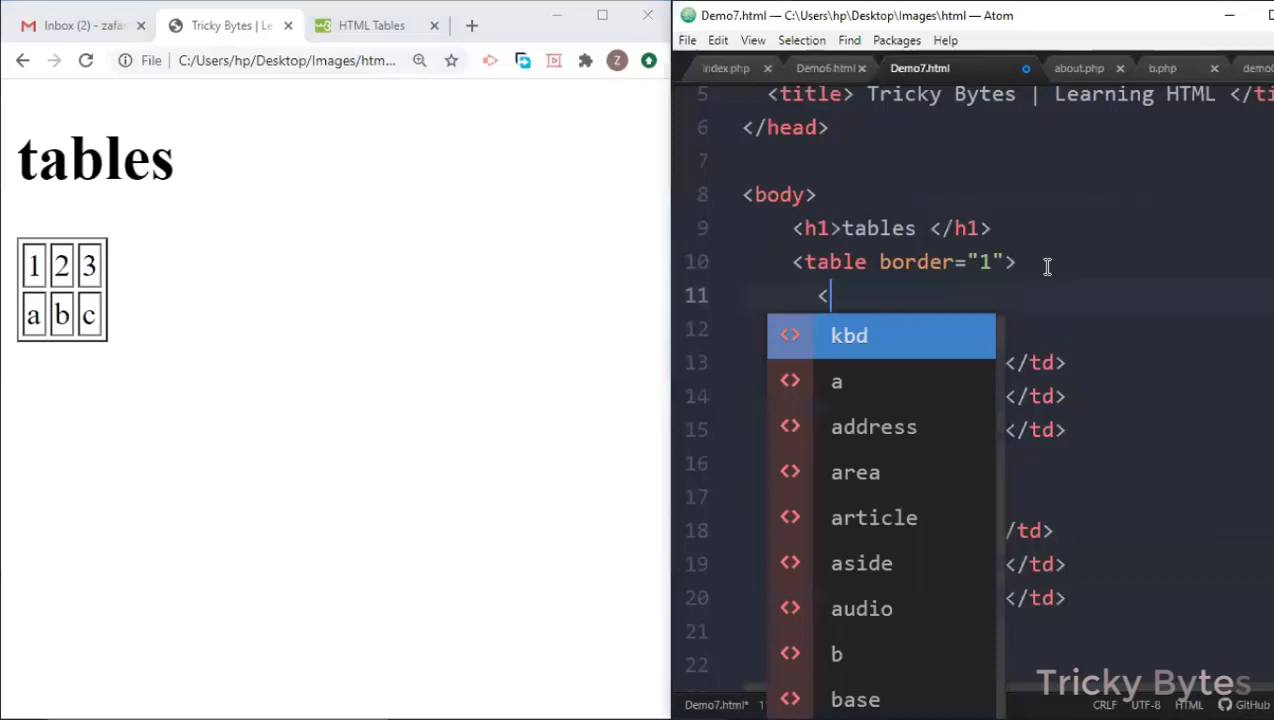 Inbox (2) - zafar
Tricky Bytes | Le
HTML Tables
File
C:/Users/hp/Desktop/Images/htm...
Z
tables
1 2 3
a b c
Demo7.html — C:\Users\hp\Desktop\Images\html — Atom
File Edit View Selection Find Packages Help
index.php
Demo6.html
Demo7.html
about.php
b.php
demo
5 <title> Tricky Bytes | Learning HTML </ti
6 </head>
7
8 <body>
9 <h1>tables </h1>
10 <table border="1">
11 <
12
13 </td>
14 </td>
15 </td>
16
17
18 /td>
19 </td>
20 </td>
21
22
kbd
a
address
area
article
aside
audio
b
base
Tricky Bytes
Demo7.html*
CRLF UTF-8 HTML GitHub